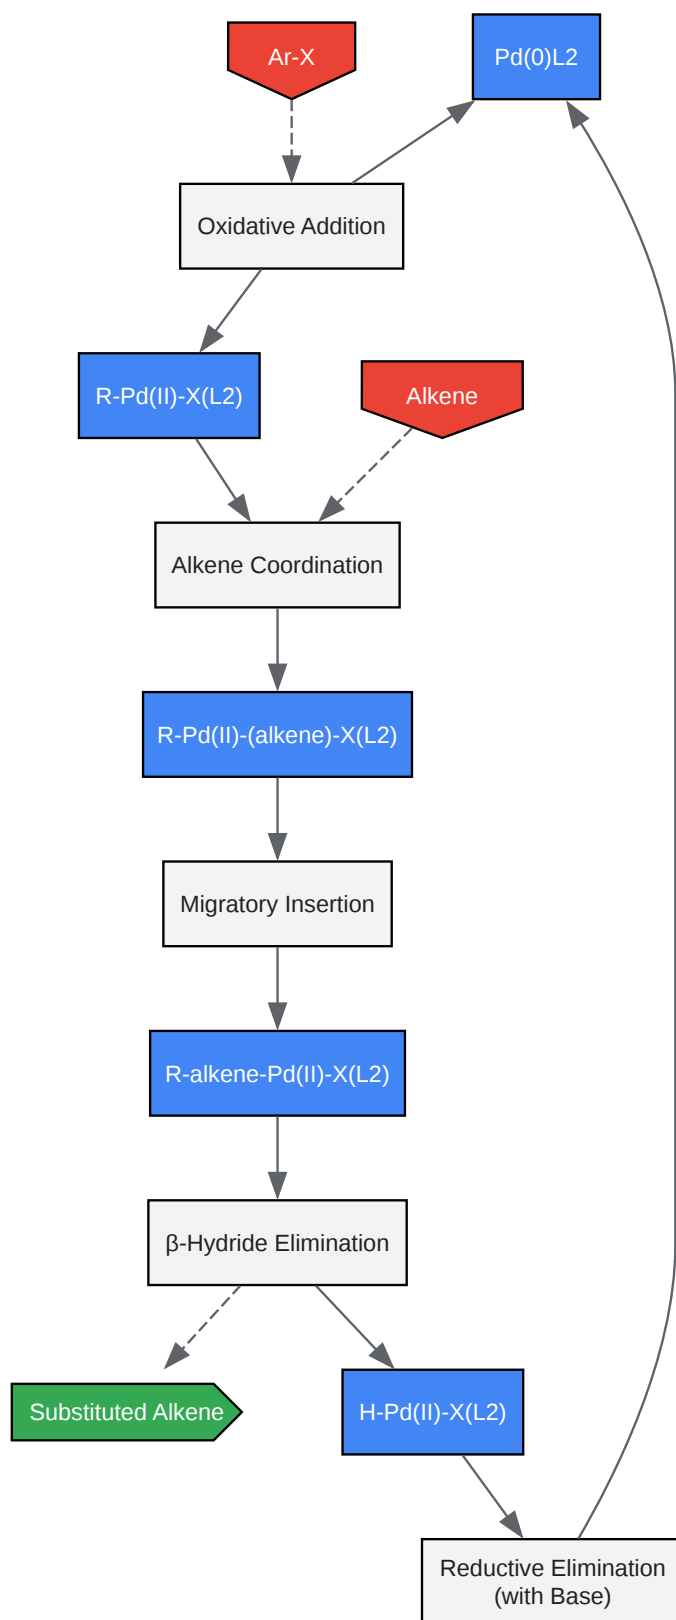 Ar-X
Pd(0)L2
Oxidative Addition
R-Pd(II)-X(L2)
Alkene
Alkene Coordination
R-Pd(II)-(alkene)-X(L2)
Migratory Insertion
R-alkene-Pd(II)-X(L2)
β-Hydride Elimination
Substituted Alkene
H-Pd(II)-X(L2)
Reductive Elimination
(with Base)